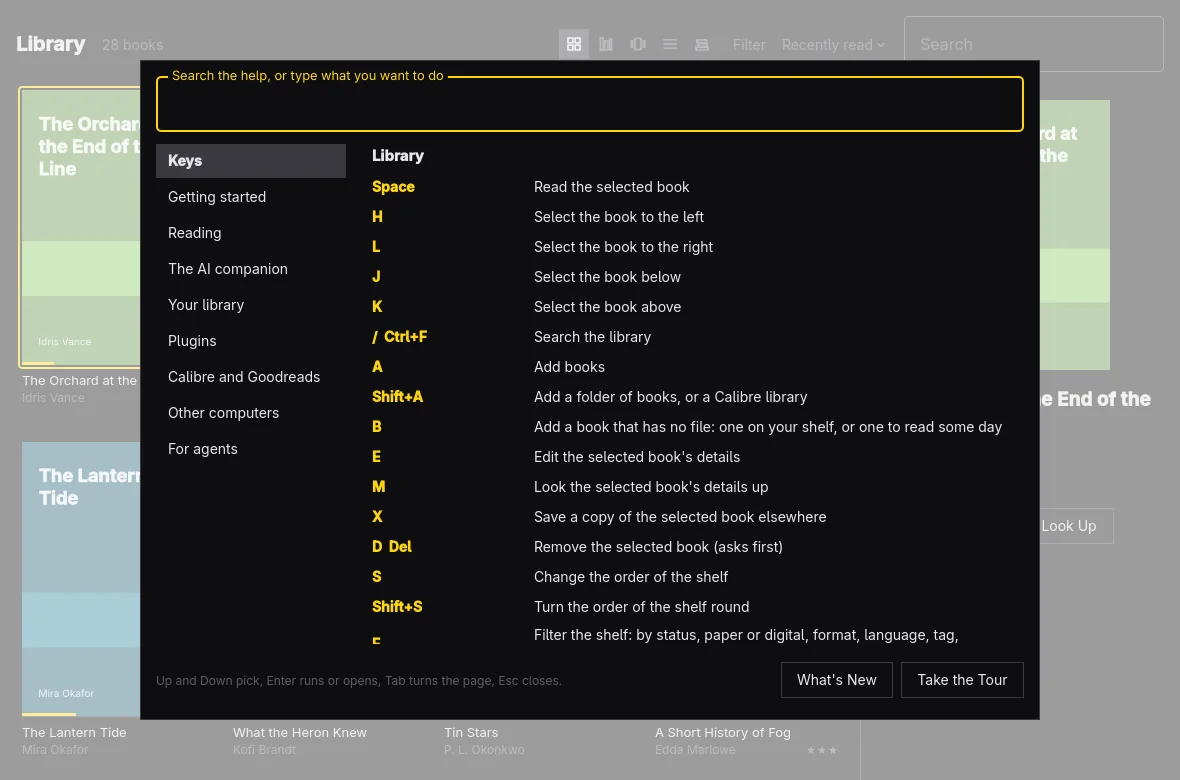 Library
28 books
Filter
Recently read
Search
Search the help, or type what you want to do
Keys
Getting started
Reading
The AI companion
Your library
Plugins
Calibre and Goodreads
Other computers
For agents
Library
Space Read the selected book
H Select the book to the left
L Select the book to the right
J Select the book below
K Select the book above
/ Ctrl+F Search the library
A Add books
Shift+A Add a folder of books, or a Calibre library
B Add a book that has no file: one on your shelf, or one to read some day
E Edit the selected book's details
M Look the selected book's details up
X Save a copy of the selected book elsewhere
D Del Remove the selected book (asks first)
S Change the order of the shelf
Shift+S Turn the order of the shelf round
F Filter the shelf: by status, paper or digital, format, language, tag,
Up and Down pick, Enter runs or opens, Tab turns the page, Esc closes.
What's New
Take the Tour
The Orchar
the End of t
Line
Idris Vance
The Orchard at the
Idris Vance
The Lantern
Tide
Mira Okafor
The Lantern Tide
Mira Okafor
What the Heron Knew
Kofi Brandt
Tin Stars
P. L. Okonkwo
A Short History of Fog
Edda Marlowe
★★★
rd at
the
e End of the
Look Up